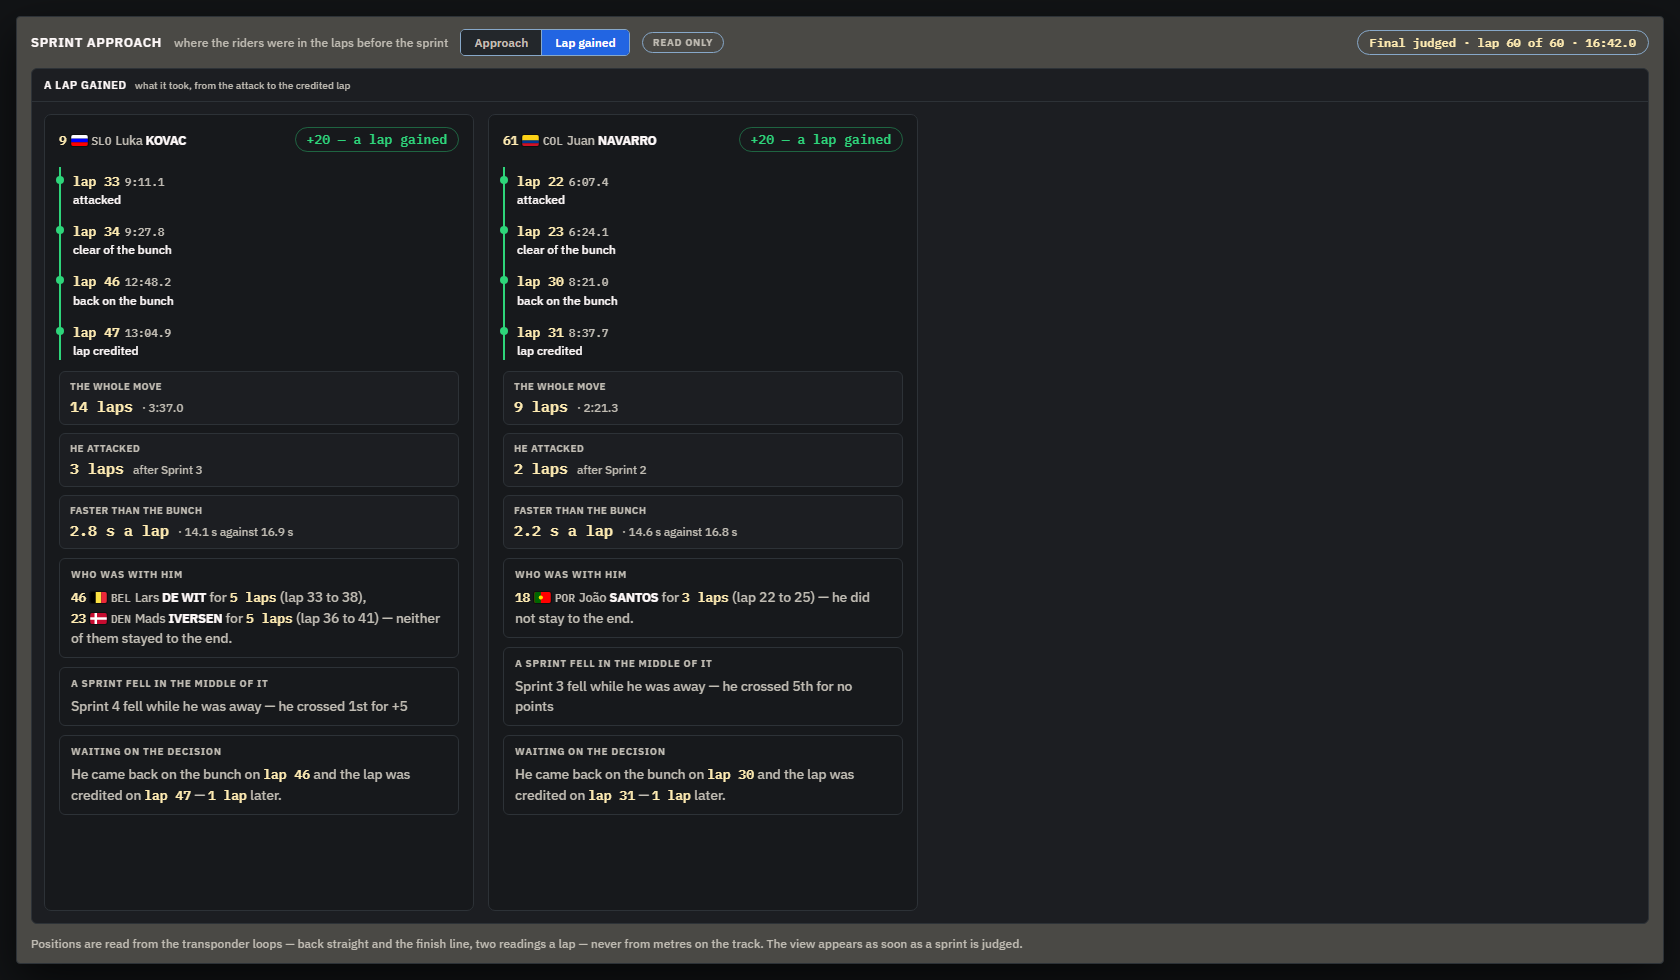 SPRINT APPROACH where the riders were in the laps before the sprint Approach Lap gained READ ONLY Final judged · lap 60 of 60 · 16:42.0
A LAP GAINED what it took, from the attack to the credited lap
9 SLO Luka KOVAC +20 — a lap gained
lap 33 9:11.1
attacked
lap 34 9:27.8
clear of the bunch
lap 46 12:48.2
back on the bunch
lap 47 13:04.9
lap credited
THE WHOLE MOVE
14 laps · 3:37.0
HE ATTACKED
3 laps after Sprint 3
FASTER THAN THE BUNCH
2.8 s a lap · 14.1 s against 16.9 s
WHO WAS WITH HIM
46 BEL Lars DE WIT for 5 laps (lap 33 to 38),
23 DEN Mads IVERSEN for 5 laps (lap 36 to 41) — neither
of them stayed to the end.
A SPRINT FELL IN THE MIDDLE OF IT
Sprint 4 fell while he was away — he crossed 1st for +5
WAITING ON THE DECISION
He came back on the bunch on lap 46 and the lap was
credited on lap 47 — 1 lap later.
61 COL Juan NAVARRO +20 — a lap gained
lap 22 6:07.4
attacked
lap 23 6:24.1
clear of the bunch
lap 30 8:21.0
back on the bunch
lap 31 8:37.7
lap credited
THE WHOLE MOVE
9 laps · 2:21.3
HE ATTACKED
2 laps after Sprint 2
FASTER THAN THE BUNCH
2.2 s a lap · 14.6 s against 16.8 s
WHO WAS WITH HIM
18 POR João SANTOS for 3 laps (lap 22 to 25) — he did
not stay to the end.
A SPRINT FELL IN THE MIDDLE OF IT
Sprint 3 fell while he was away — he crossed 5th for no
points
WAITING ON THE DECISION
He came back on the bunch on lap 30 and the lap was
credited on lap 31 — 1 lap later.
Positions are read from the transponder loops — back straight and the finish line, two readings a lap — never from metres on the track. The view appears as soon as a sprint is judged.